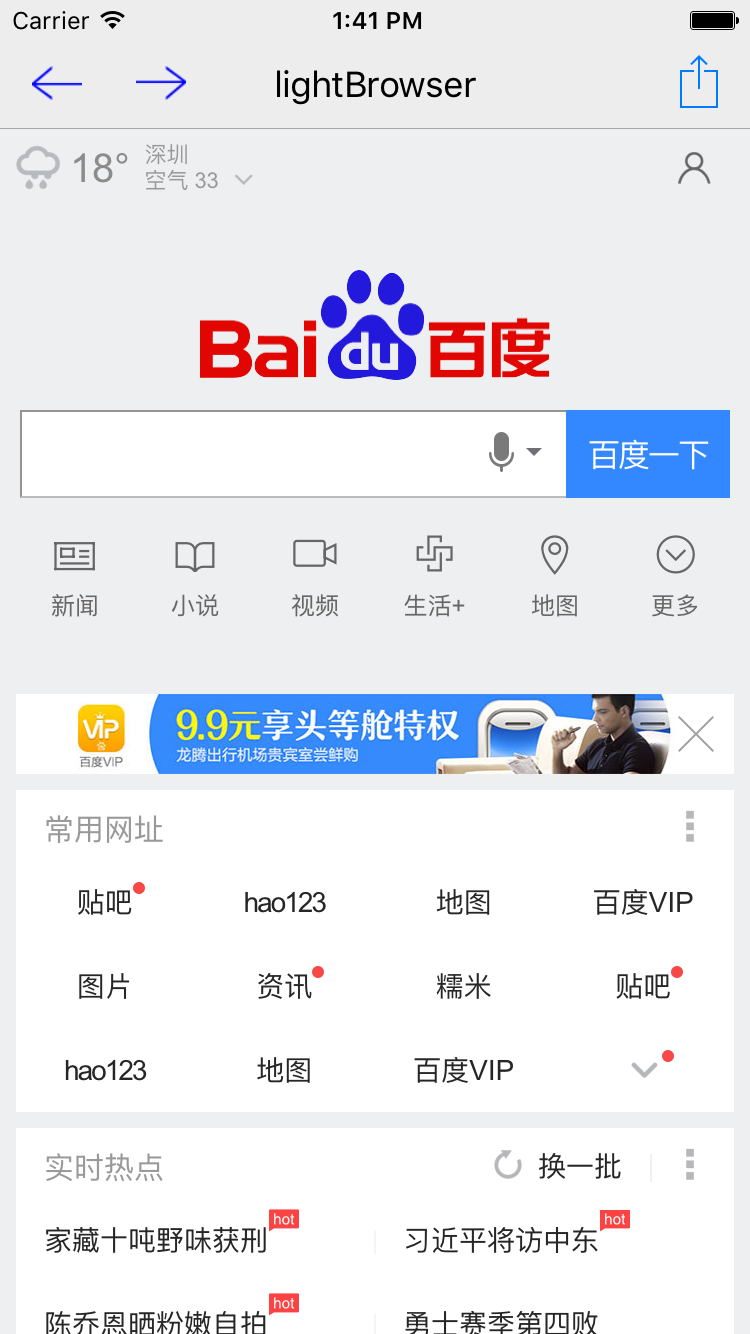 Carrier 1:41 PM
lightBrowser
18° 深圳
空气 33
Bai du 百度
百度一下
新闻 小说 视频 生活+ 地图 更多
VIP 9.9元享头等舱特权
百度VIP 龙腾出行机场贵宾室尝鲜购
常用网址
贴吧 hao123 地图 百度VIP
图片 资讯 糯米 贴吧
hao123 地图 百度VIP
实时热点 换一批
家藏十吨野味获刑 hot 习近平将访中东 hot
陈乔恩晒粉嫩自拍 hot 勇士赛季第四败